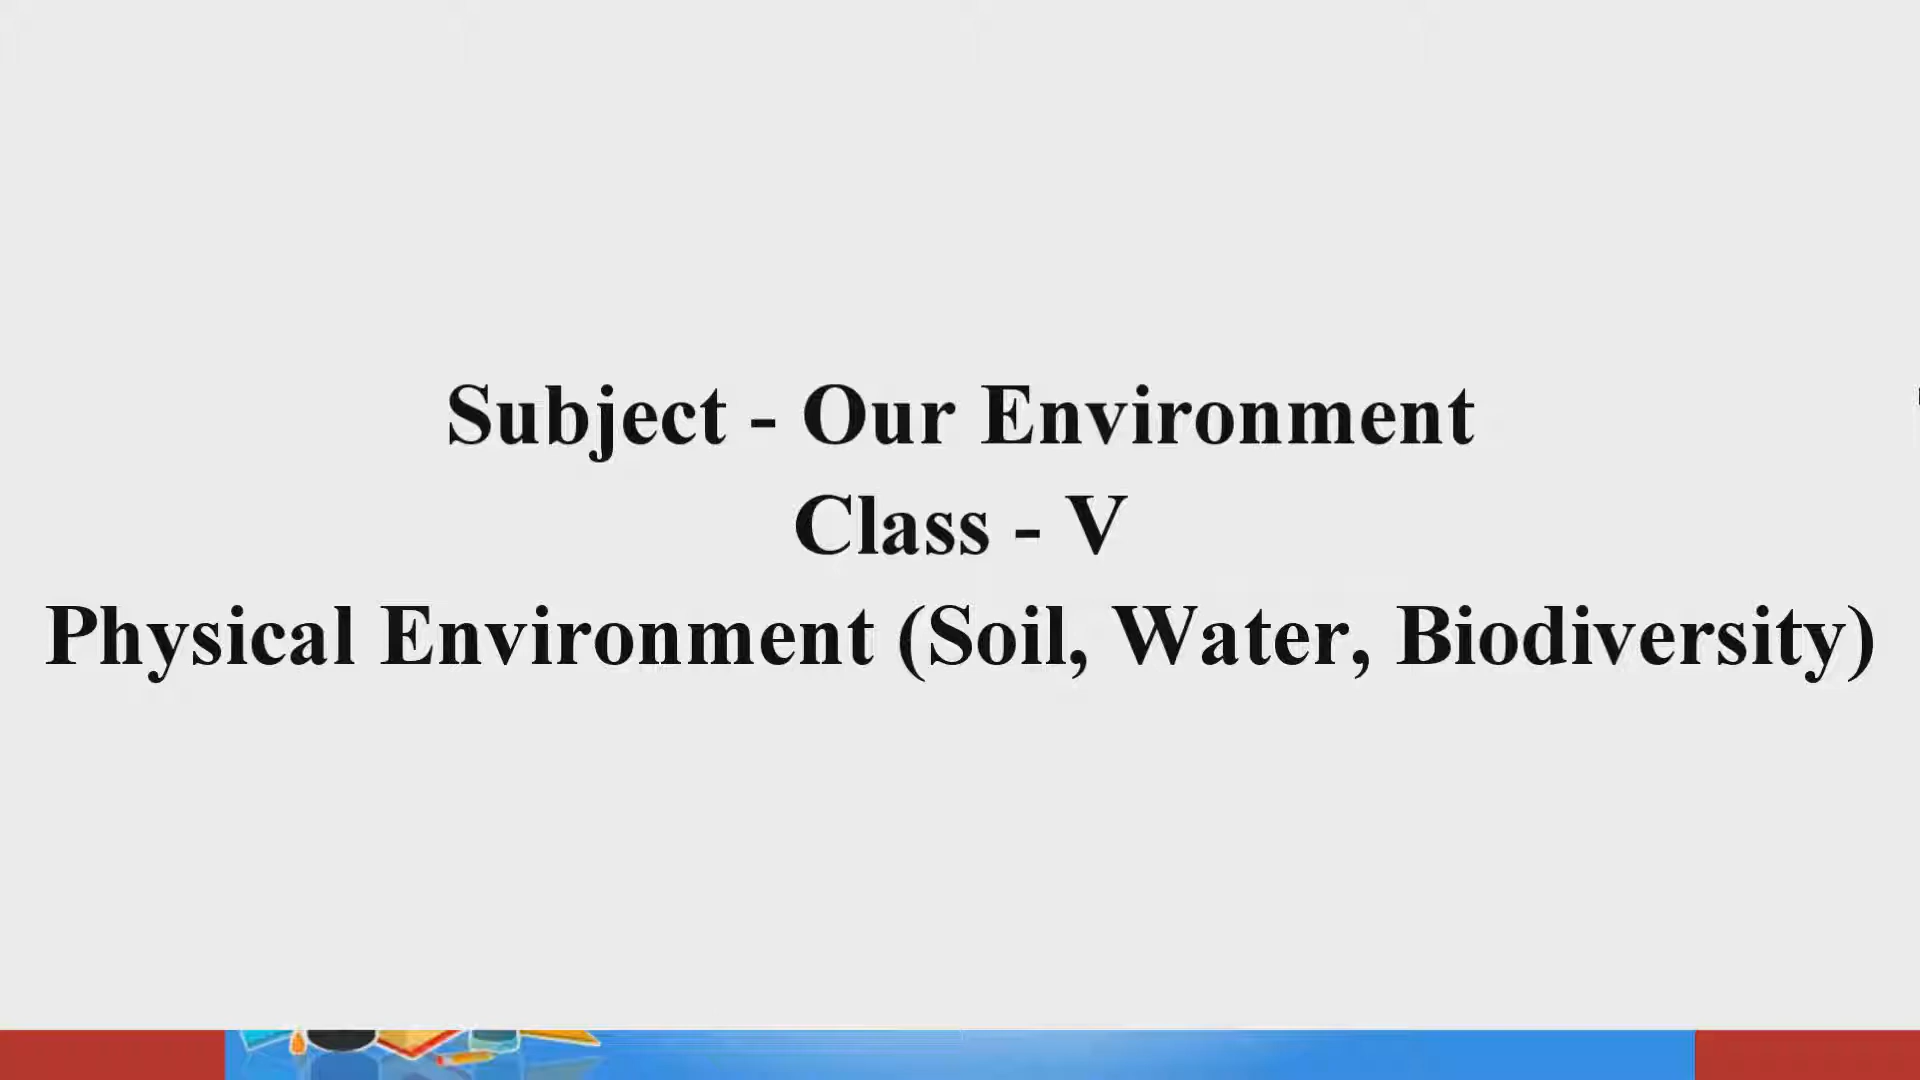 Subject - Our Environment
Class - V
Physical Environment (Soil, Water, Biodiversity)